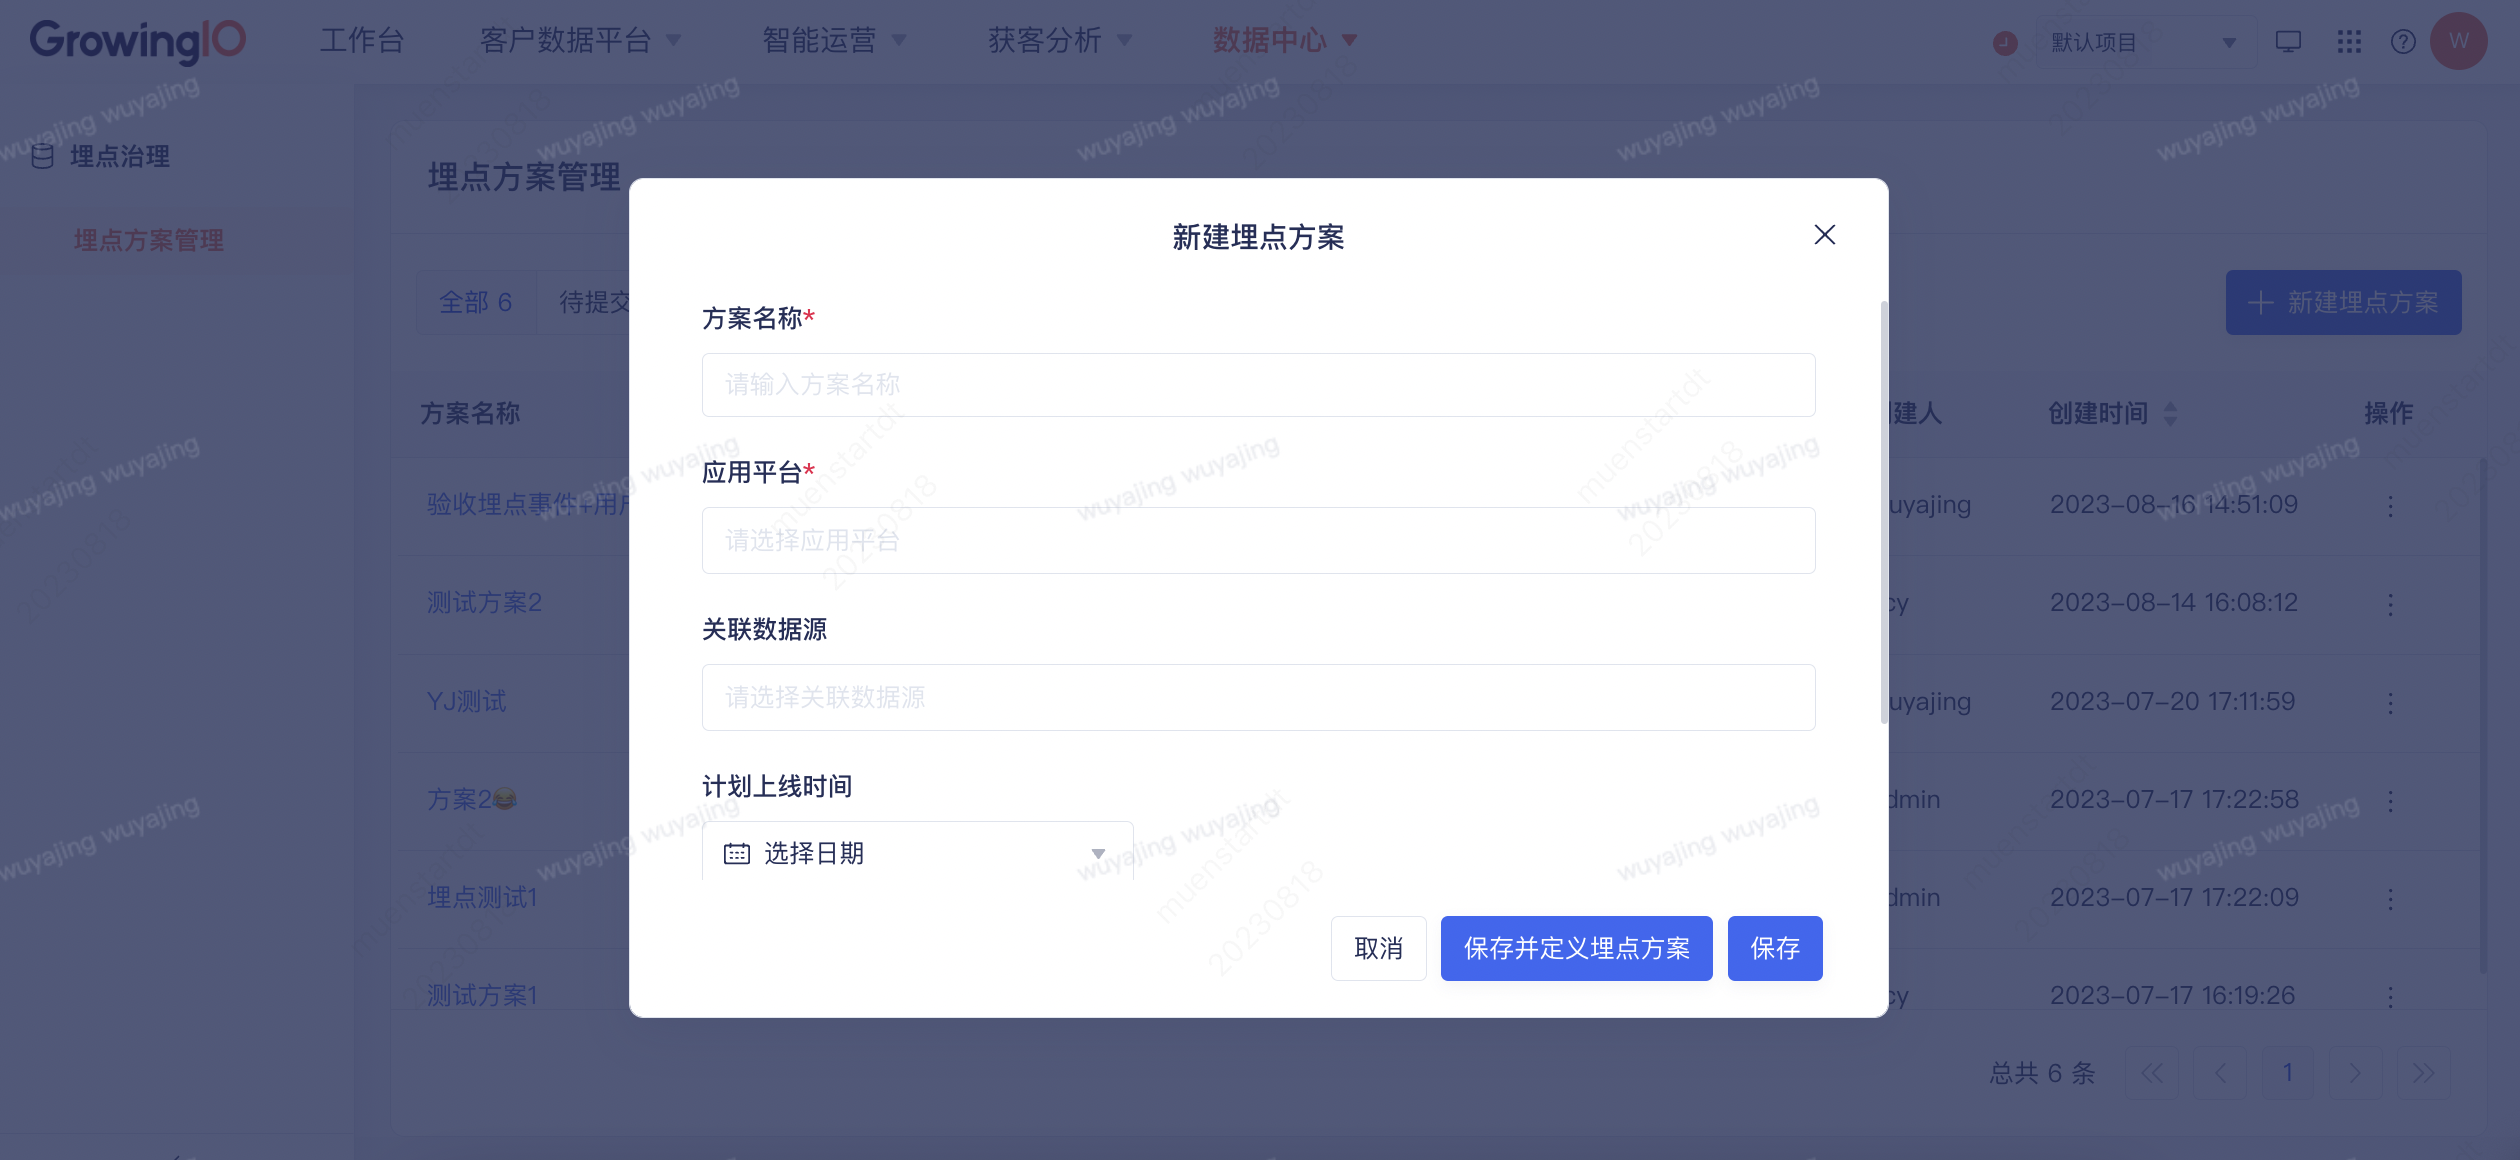 GrowingIO 工作台 客户数据平台 智能运营 获客分析 数据中心 默认项目 W
埋点治理
埋点方案管理
埋点方案管理
全部 6 待提交
新建埋点方案
方案名称 建人 创建时间 操作
验收埋点事件+用户 uyajing 2023-08-16 14:51:09
测试方案2 cy 2023-08-14 16:08:12
YJ测试 uyajing 2023-07-20 17:11:59
方案2😂 dmin 2023-07-17 17:22:58
埋点测试1 dmin 2023-07-17 17:22:09
测试方案1 cy 2023-07-17 16:19:26
总共 6 条 1
新建埋点方案
方案名称*
请输入方案名称
应用平台*
请选择应用平台
关联数据源
请选择关联数据源
计划上线时间
选择日期
取消 保存并定义埋点方案 保存
wuyajing wuyajing
muenstartdt
20230818